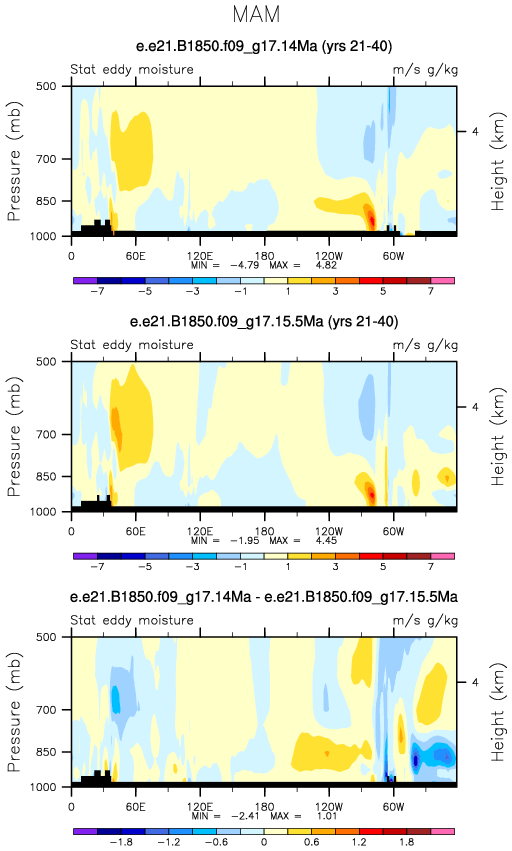 MAM
e.e21.B1850.f09_g17.14Ma (yrs 21-40)
Stat eddy moisture m/s g/kg
500
700
850
1000
Pressure (mb)
4
Height (km)
0 60E 120E 180 120W 60W
MIN = -4.79 MAX = 4.82
-7 -5 -3 -1 1 3 5 7
e.e21.B1850.f09_g17.15.5Ma (yrs 21-40)
Stat eddy moisture m/s g/kg
500
700
850
1000
Pressure (mb)
4
Height (km)
0 60E 120E 180 120W 60W
MIN = -1.95 MAX = 4.45
-7 -5 -3 -1 1 3 5 7
e.e21.B1850.f09_g17.14Ma - e.e21.B1850.f09_g17.15.5Ma
Stat eddy moisture m/s g/kg
500
700
850
1000
Pressure (mb)
4
Height (km)
0 60E 120E 180 120W 60W
MIN = -2.41 MAX = 1.01
-1.8 -1.2 -0.6 0 0.6 1.2 1.8